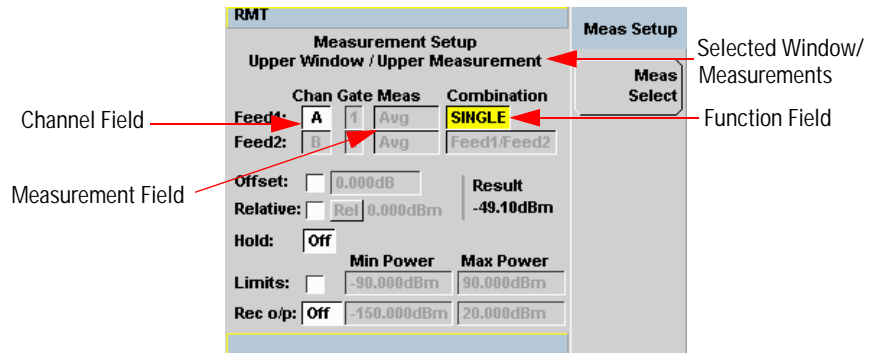 RMT
Meas Setup
Measurement Setup
Upper Window / Upper Measurement
Selected Window/
Measurements
Meas
Select
Chan Gate Meas Combination
Channel Field
Feed1: A 1 Avg SINGLE
Function Field
Feed2: B Avg Feed1/Feed2
Measurement Field
Offset: 0.000dB Result
Relative: Rel 0.000dBm -49.10dBm
Hold: Off
Min Power Max Power
Limits: -90.000dBm 90.000dBm
Rec o/p: Off -150.000dBm 20.000dBm